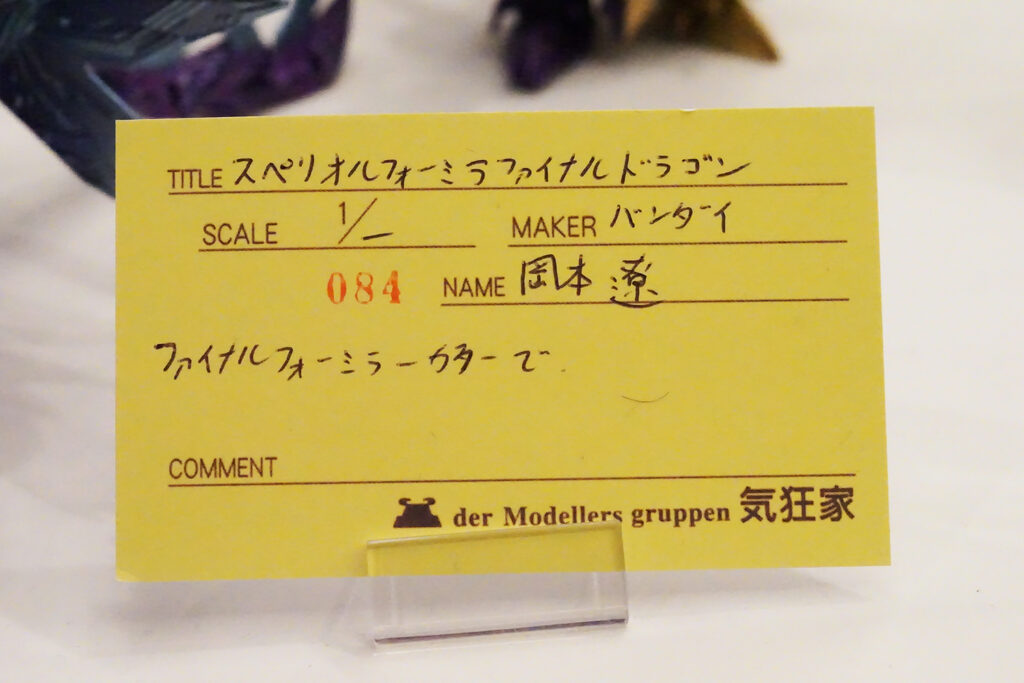 TITLE スペリオルフォーミラファイナルドラゴン
SCALE 1/— MAKER バンダイ
084 NAME 岡本 遼
ファイナルフォーミラーカラーで
COMMENT
der Modellers gruppen 気狂家